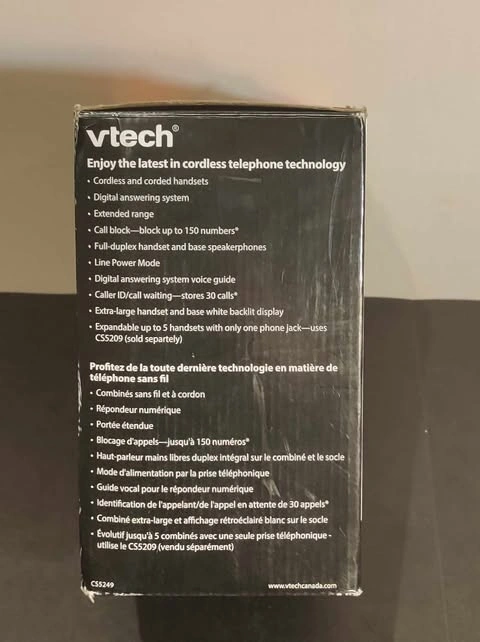 vtech®
Enjoy the latest in cordless telephone technology
• Cordless and corded handsets
• Digital answering system
• Extended range
• Call block—block up to 150 numbers*
• Full-duplex handset and base speakerphones
• Line Power Mode
• Digital answering system voice guide
• Caller ID/call waiting—stores 30 calls*
• Extra-large handset and base white backlit display
• Expandable up to 5 handsets with only one phone jack—uses
CS5209 (sold separtely)
Profitez de la toute dernière technologie en matière de
téléphone sans fil
• Combinés sans fil et à cordon
• Répondeur numérique
• Portée étendue
• Blocage d'appels—jusqu'à 150 numéros*
• Haut-parleur mains libres duplex intégral sur le combiné et le socle
• Mode d'alimentation par la prise téléphonique
• Guide vocal pour le répondeur numérique
• Identification de l'appelant/de l'appel en attente de 30 appels*
• Combiné extra-large et affichage rétroéclairé blanc sur le socle
• Évolutif jusqu'à 5 combinés avec une seule prise téléphonique -
utilise le CS5209 (vendu séparément)
CS5249
www.vtechcanada.com